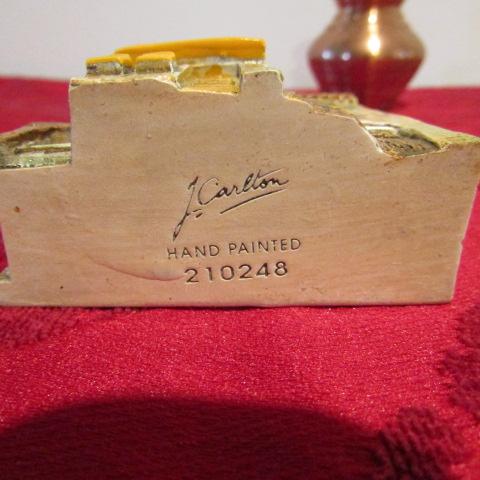 J. Carlton
HAND PAINTED
210248